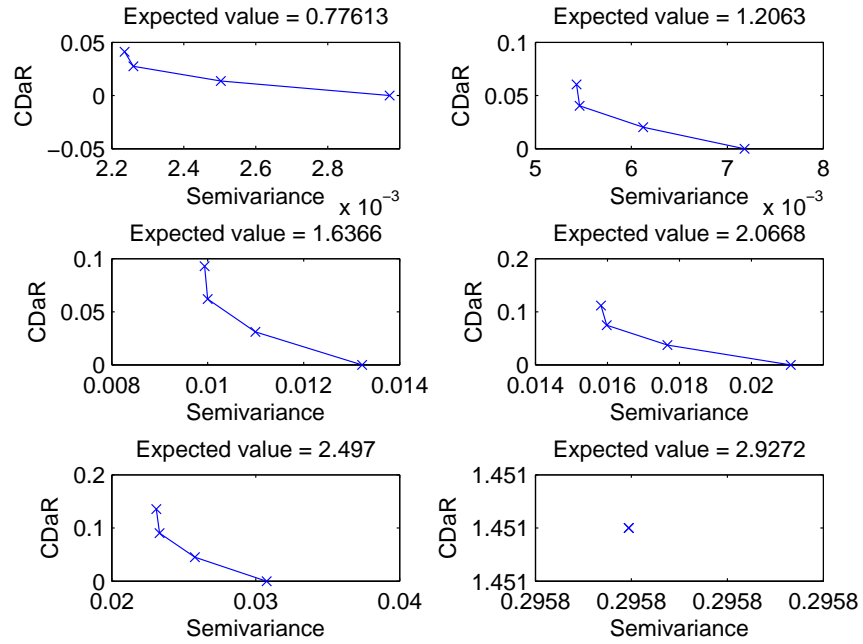 Expected value = 0.77613
0.05
0
−0.05
CDaR
2.2 2.4 2.6 2.8
Semivariance
x 10−3
Expected value = 1.2063
0.1
0.05
0
CDaR
5 6 7 8
Semivariance
x 10−3
Expected value = 1.6366
0.1
0.05
0
CDaR
0.008 0.01 0.012 0.014
Semivariance
Expected value = 2.0668
0.2
0.1
0
CDaR
0.014 0.016 0.018 0.02
Semivariance
Expected value = 2.497
0.2
0.1
0
CDaR
0.02 0.03 0.04
Semivariance
Expected value = 2.9272
1.451
1.451
1.451
CDaR
0.2958 0.2958 0.2958 0.2958
Semivariance